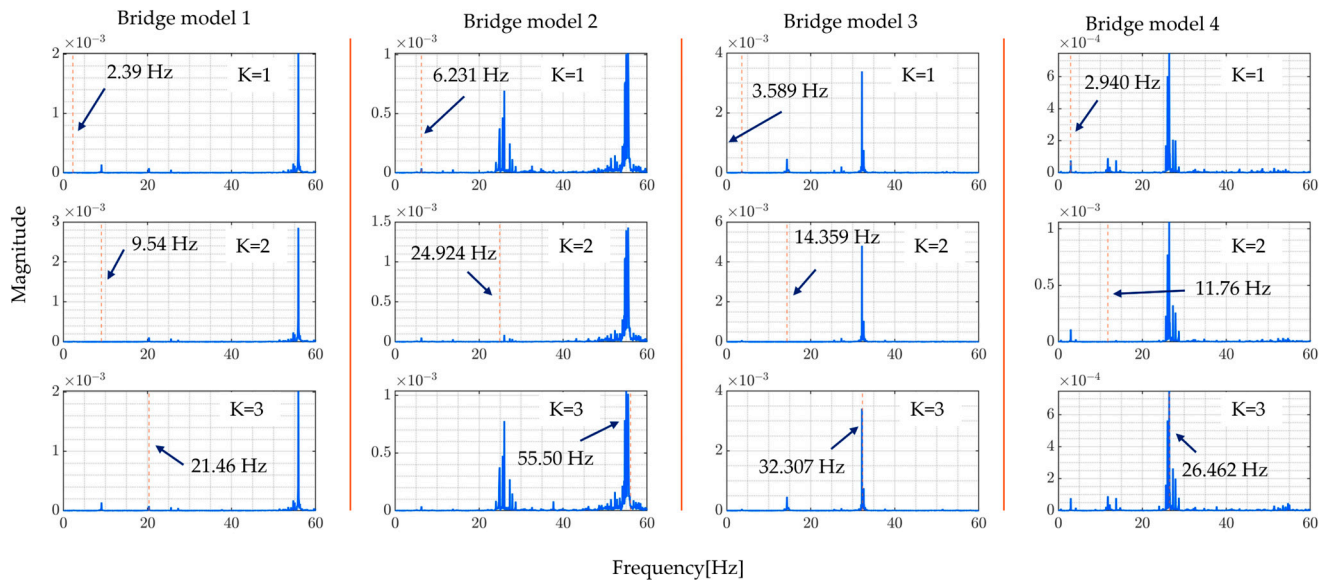 Bridge model 1
Bridge model 2
Bridge model 3
Bridge model 4
×10⁻³
2
1
0
2.39 Hz
K=1
0 20 40 60
×10⁻³
1
0.5
0
6.231 Hz
K=1
0 20 40 60
×10⁻³
4
2
0
3.589 Hz
K=1
0 20 40 60
×10⁻⁴
6
4
2
0
2.940 Hz
K=1
0 20 40 60
Magnitude
×10⁻³
3
2
1
0
9.54 Hz
K=2
0 20 40 60
×10⁻³
1.5
1
0.5
0
24.924 Hz
K=2
0 20 40 60
×10⁻³
6
4
2
0
14.359 Hz
K=2
0 20 40 60
×10⁻³
1
0.5
0
11.76 Hz
K=2
0 20 40 60
×10⁻³
2
1
0
21.46 Hz
K=3
0 20 40 60
×10⁻³
1
0.5
0
55.50 Hz
K=3
0 20 40 60
×10⁻³
4
2
0
32.307 Hz
K=3
0 20 40 60
×10⁻⁴
6
4
2
0
26.462 Hz
K=3
0 20 40 60
Frequency[Hz]